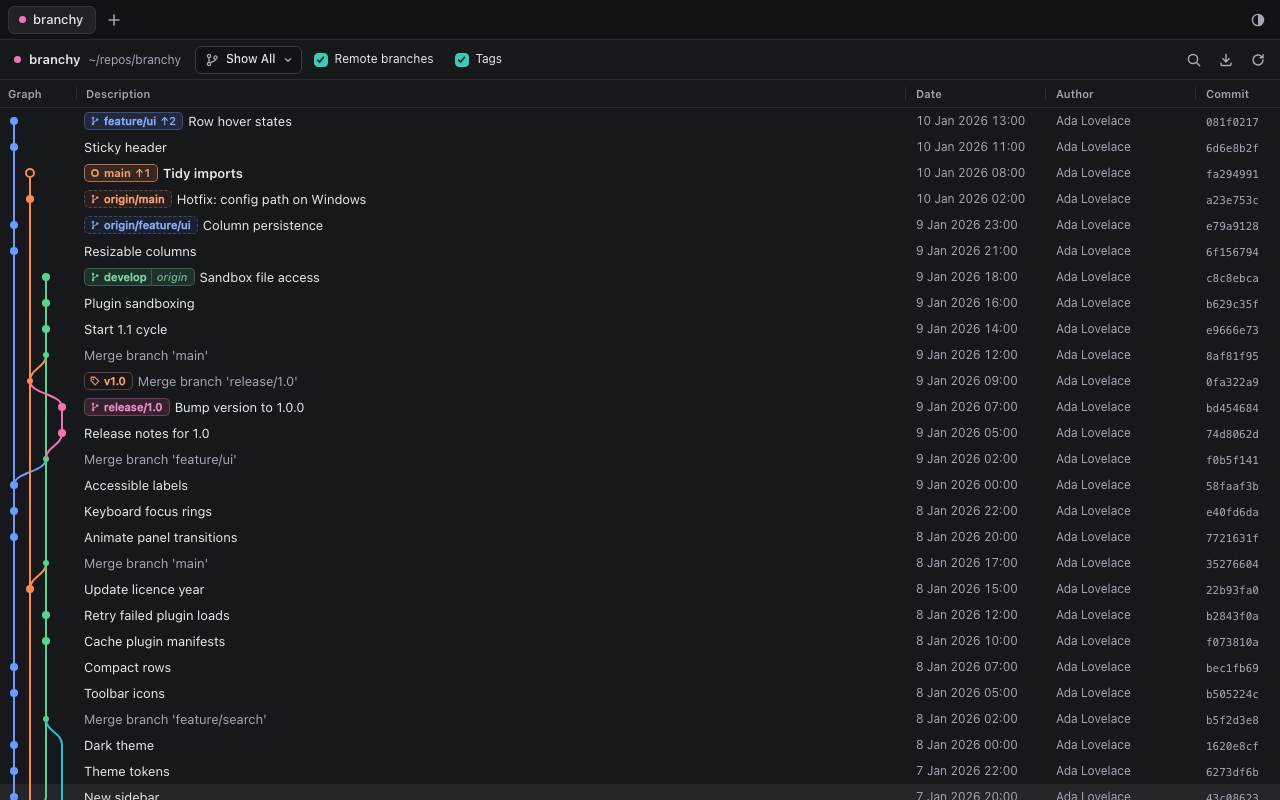 branchy
branchy ~/repos/branchy Show All Remote branches Tags
Graph Description Date Author Commit
feature/ui ↑2 Row hover states 10 Jan 2026 13:00 Ada Lovelace 081f0217
Sticky header 10 Jan 2026 11:00 Ada Lovelace 6d6e8b2f
main ↑1 Tidy imports 10 Jan 2026 08:00 Ada Lovelace fa294991
origin/main Hotfix: config path on Windows 10 Jan 2026 02:00 Ada Lovelace a23e753c
origin/feature/ui Column persistence 9 Jan 2026 23:00 Ada Lovelace e79a9128
Resizable columns 9 Jan 2026 21:00 Ada Lovelace 6f156794
develop origin Sandbox file access 9 Jan 2026 18:00 Ada Lovelace c8c8ebca
Plugin sandboxing 9 Jan 2026 16:00 Ada Lovelace b629c35f
Start 1.1 cycle 9 Jan 2026 14:00 Ada Lovelace e9666e73
Merge branch 'main' 9 Jan 2026 12:00 Ada Lovelace 8af81f95
v1.0 Merge branch 'release/1.0' 9 Jan 2026 09:00 Ada Lovelace 0fa322a9
release/1.0 Bump version to 1.0.0 9 Jan 2026 07:00 Ada Lovelace bd454684
Release notes for 1.0 9 Jan 2026 05:00 Ada Lovelace 74d8062d
Merge branch 'feature/ui' 9 Jan 2026 02:00 Ada Lovelace f0b5f141
Accessible labels 9 Jan 2026 00:00 Ada Lovelace 58faaf3b
Keyboard focus rings 8 Jan 2026 22:00 Ada Lovelace e40fd6da
Animate panel transitions 8 Jan 2026 20:00 Ada Lovelace 7721631f
Merge branch 'main' 8 Jan 2026 17:00 Ada Lovelace 35276604
Update licence year 8 Jan 2026 15:00 Ada Lovelace 22b93fa0
Retry failed plugin loads 8 Jan 2026 12:00 Ada Lovelace b2843f0a
Cache plugin manifests 8 Jan 2026 10:00 Ada Lovelace f073810a
Compact rows 8 Jan 2026 07:00 Ada Lovelace bec1fb69
Toolbar icons 8 Jan 2026 05:00 Ada Lovelace b505224c
Merge branch 'feature/search' 8 Jan 2026 02:00 Ada Lovelace b5f2d3e8
Dark theme 8 Jan 2026 00:00 Ada Lovelace 1620e8cf
Theme tokens 7 Jan 2026 22:00 Ada Lovelace 6273df6b
New sidebar 7 Jan 2026 20:00 Ada Lovelace 43c08623